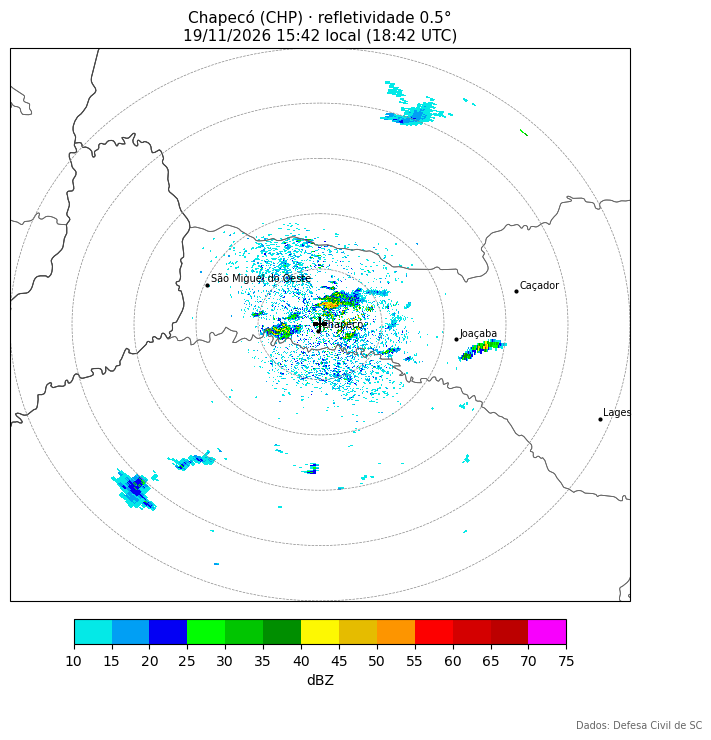 Chapecó (CHP) · refletividade 0.5°
19/11/2026 15:42 local (18:42 UTC)
São Miguel do Oeste
Caçador
Chapecó
Joaçaba
Lages
10 15 20 25 30 35 40 45 50 55 60 65 70 75
dBZ
Dados: Defesa Civil de SC